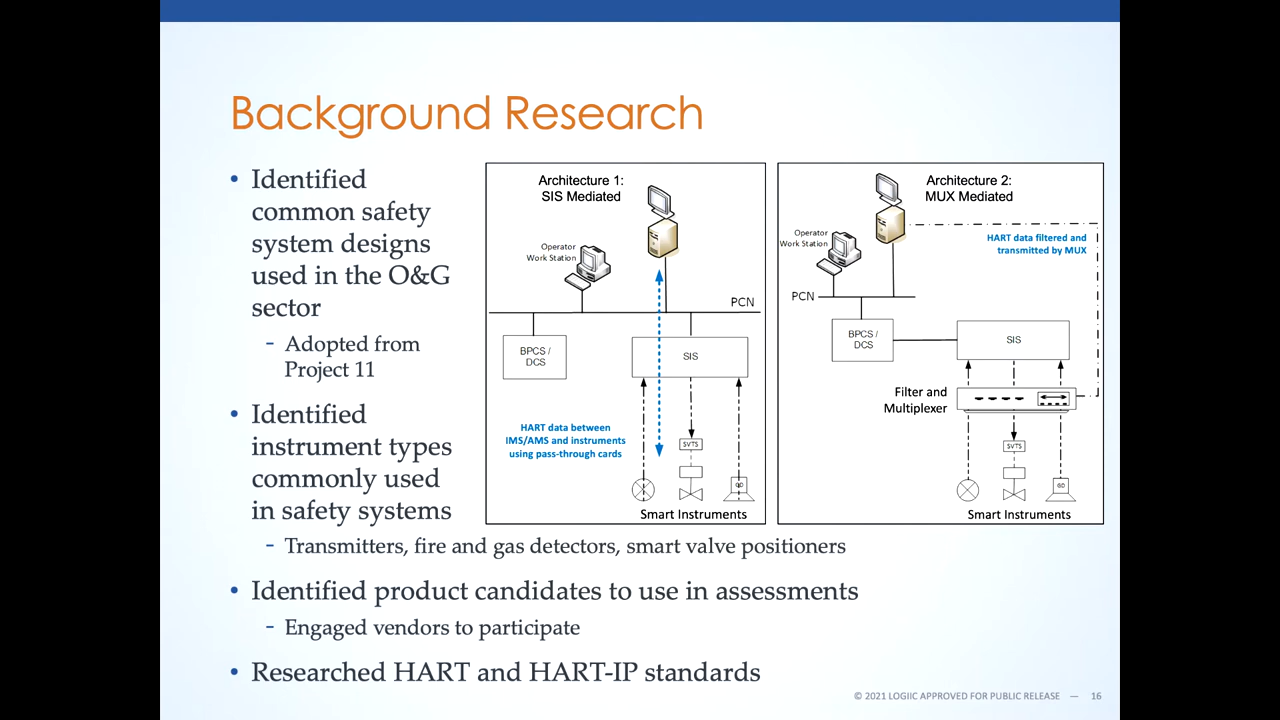 Background Research
• Identified
common safety
system designs
used in the O&G
sector
- Adopted from
Project 11
• Identified
instrument types
commonly used
in safety systems
- Transmitters, fire and gas detectors, smart valve positioners
• Identified product candidates to use in assessments
- Engaged vendors to participate
• Researched HART and HART-IP standards
Architecture 1:
SIS Mediated
Operator
Work Station
PCN
BPCS /
DCS
SIS
HART data between
IMS/AMS and instruments
using pass-through cards
SVTS
GD
Smart Instruments
Architecture 2:
MUX Mediated
Operator
Work Station
HART data filtered and
transmitted by MUX
PCN
BPCS /
DCS
SIS
Filter and
Multiplexer
SVTS
GD
Smart Instruments
© 2021 LOGIIC APPROVED FOR PUBLIC RELEASE — 16